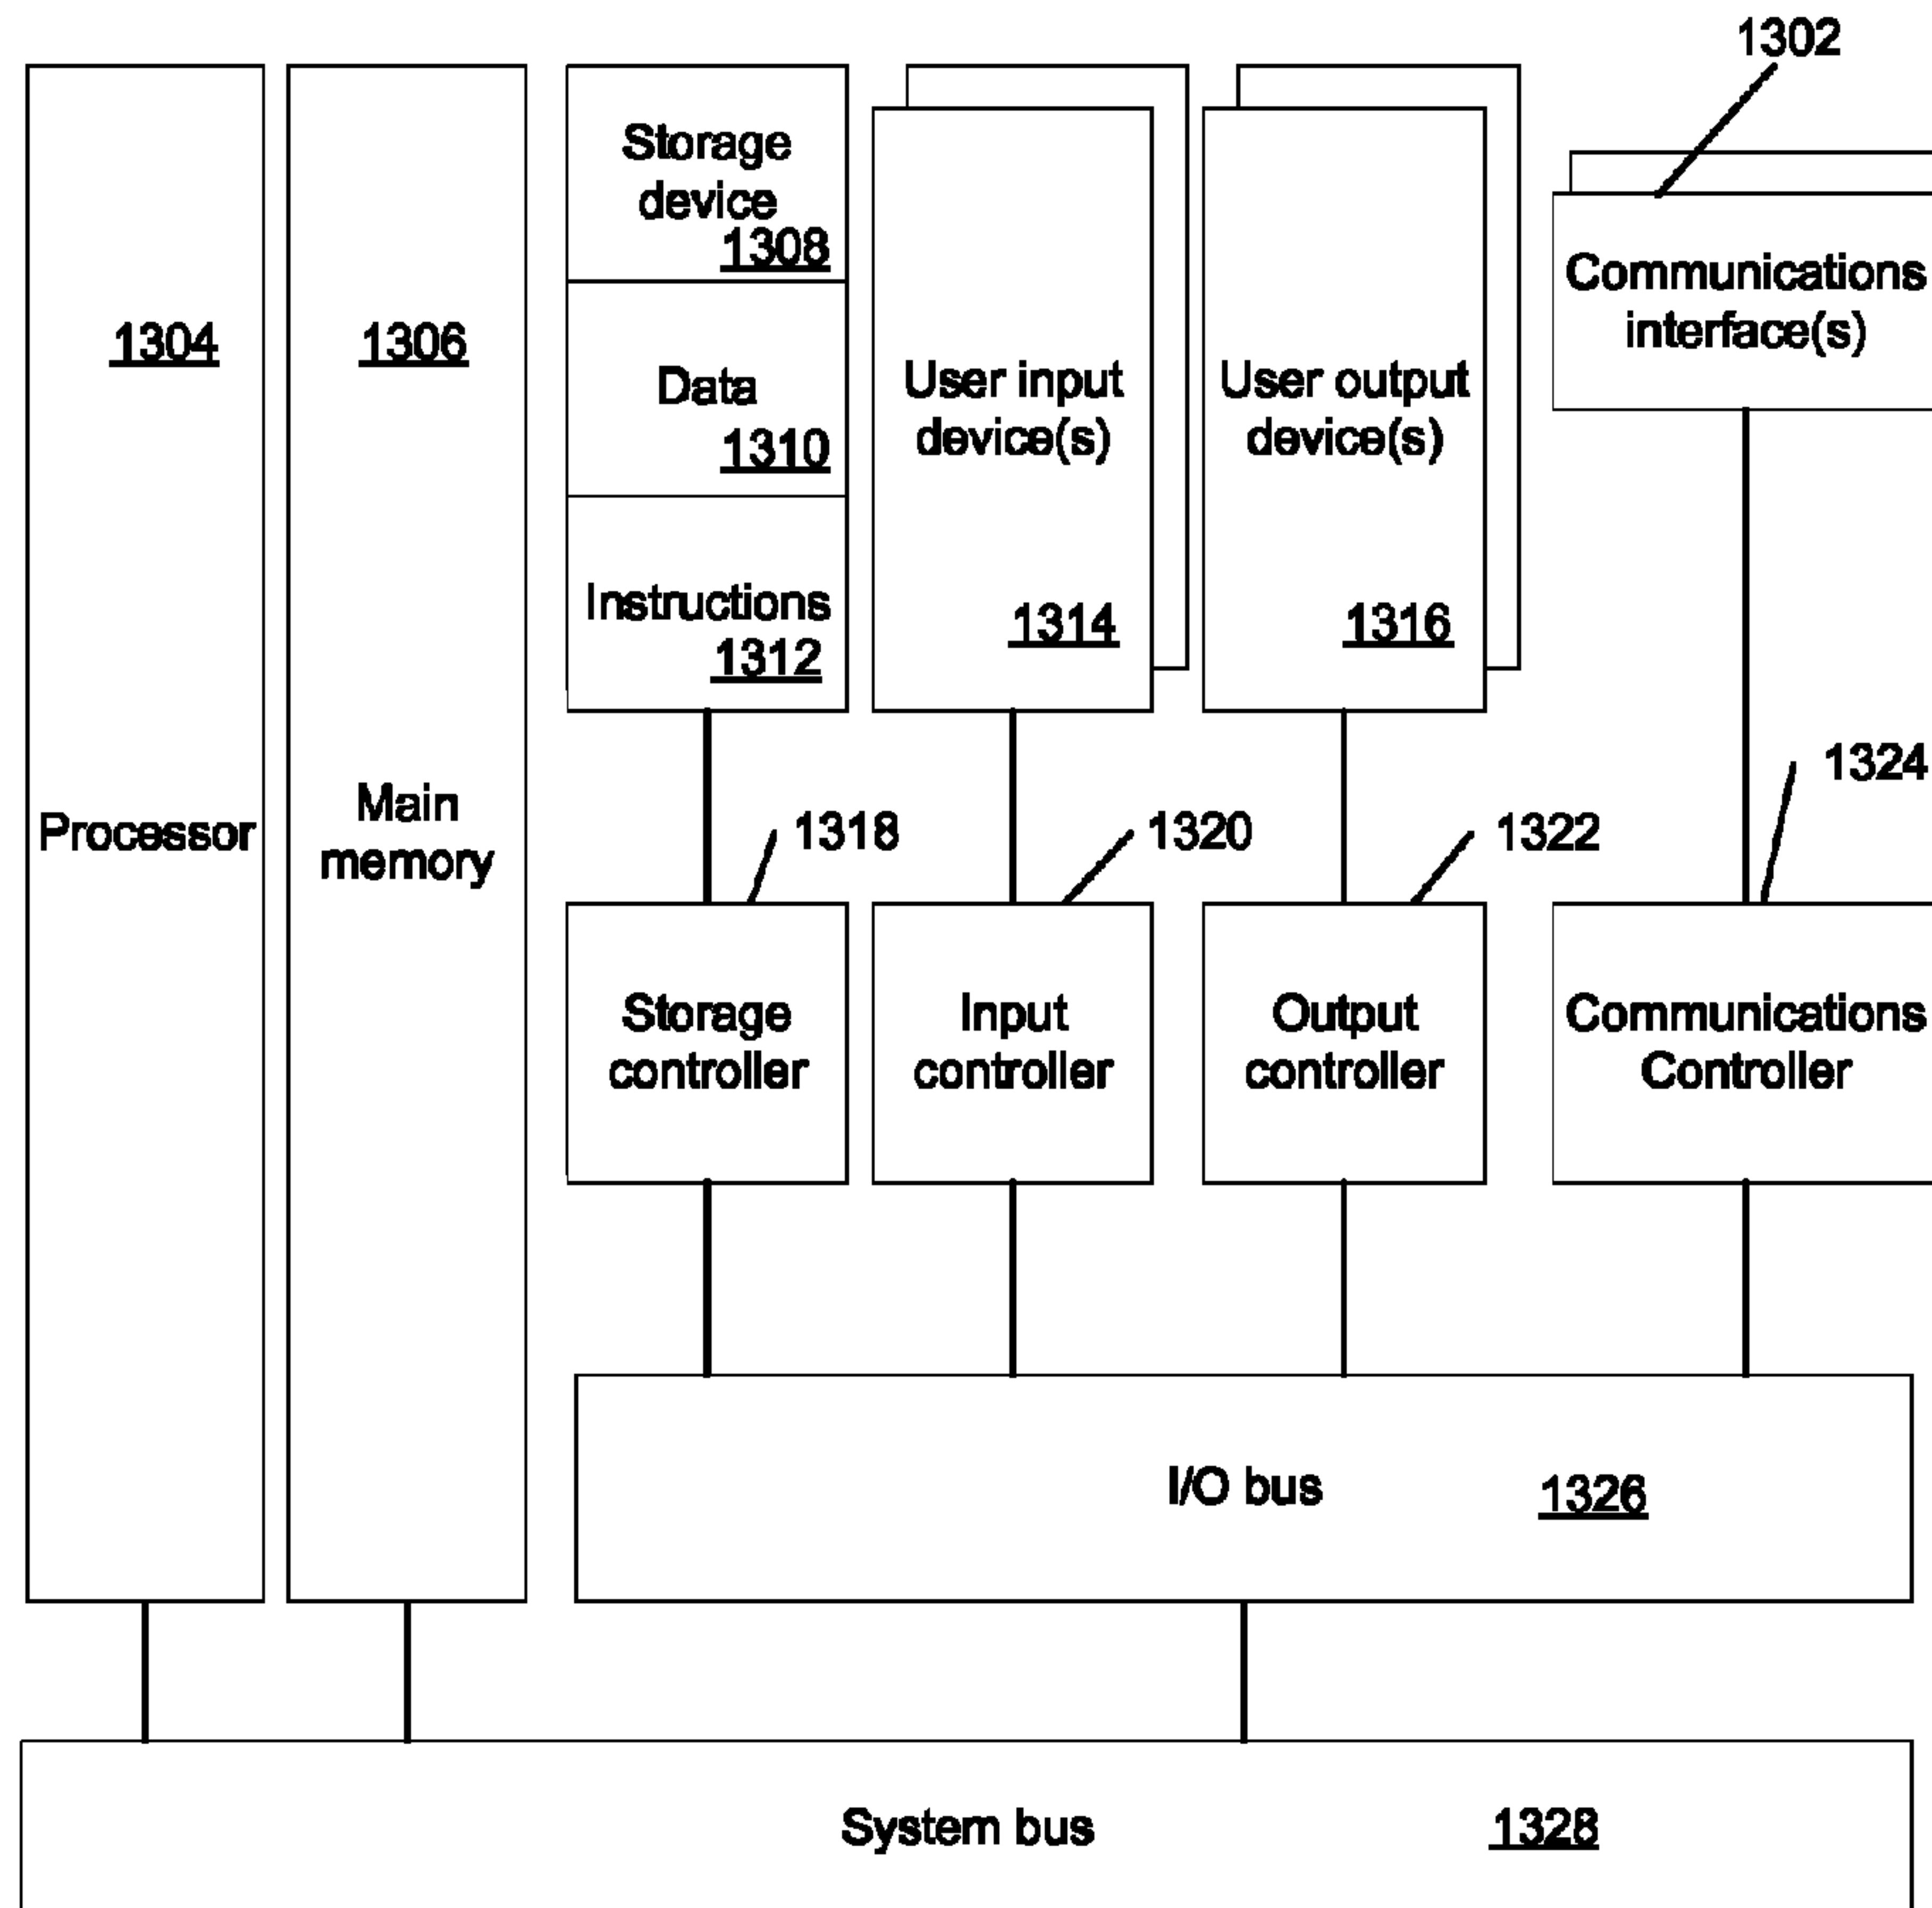 1302
Storage
device
1308
Communications
interface(s)
1304
1306
Data
1310
User input
device(s)
User output
device(s)
Instructions
1312
1314
1316
1324
Processor
Main
memory
1318
1320
1322
Storage
controller
Input
controller
Output
controller
Communications
Controller
I/O bus
1326
System bus
1328